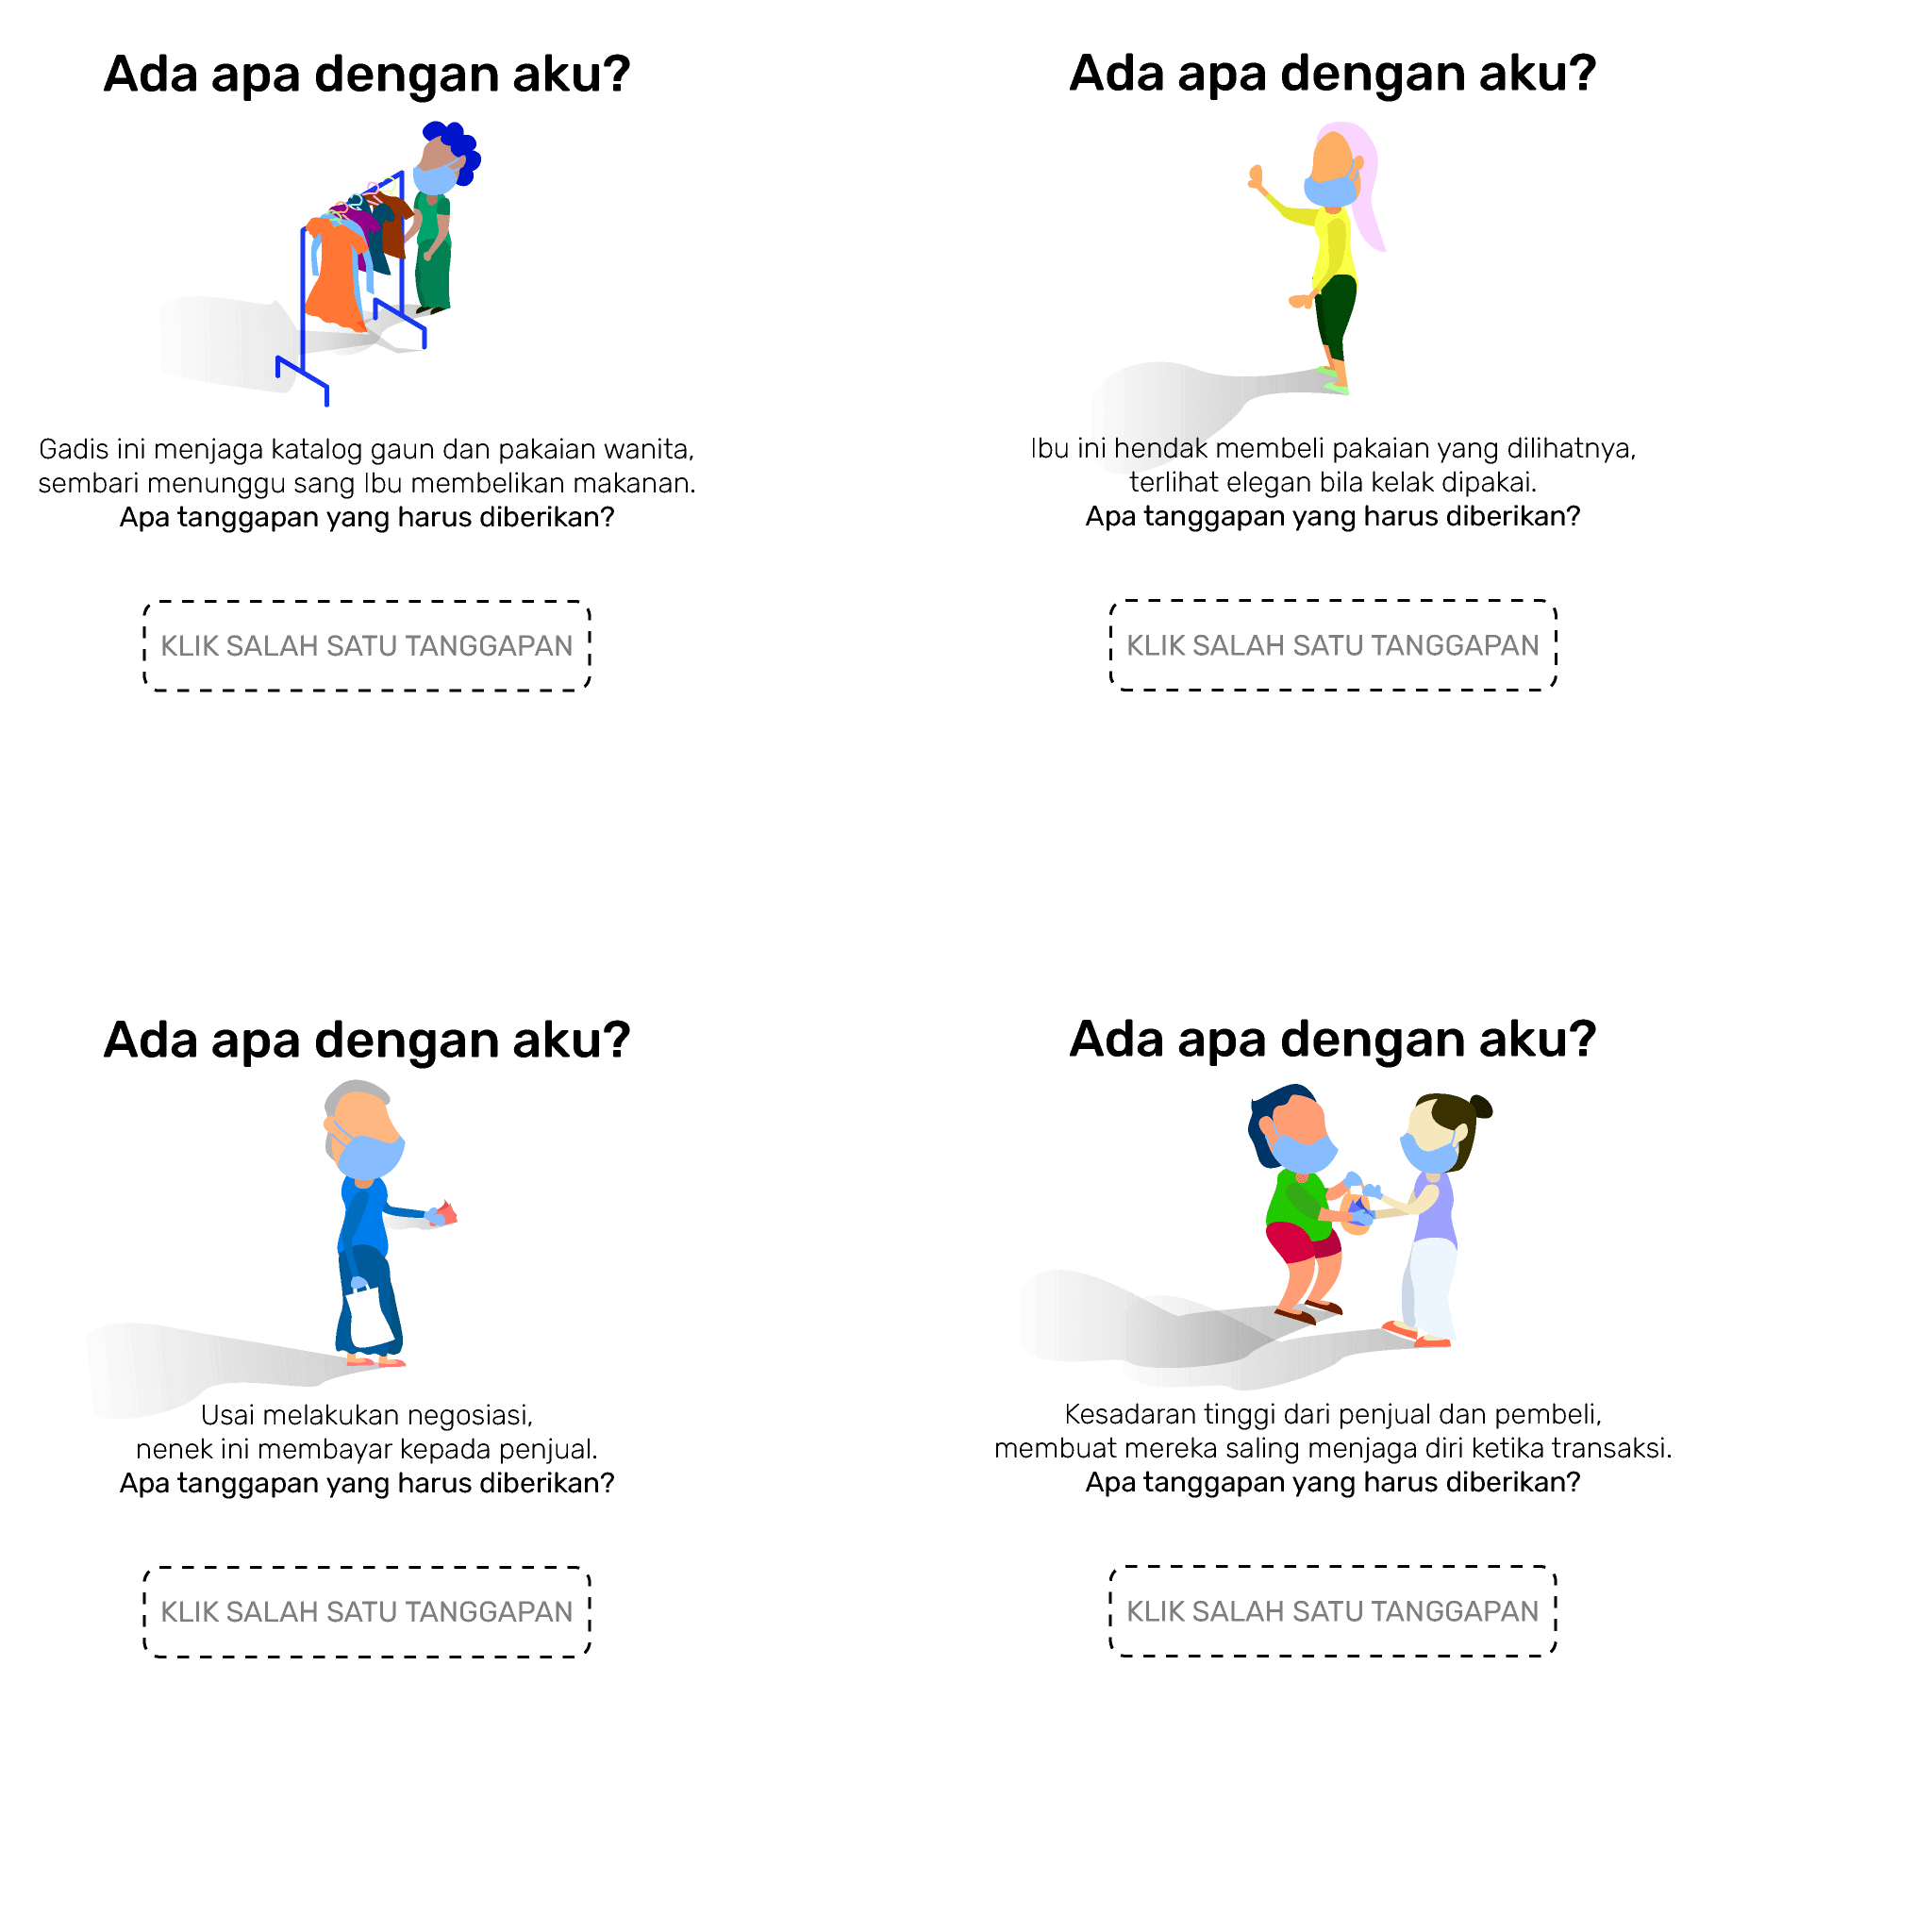 Ada apa dengan aku?
Gadis ini menjaga katalog gaun dan pakaian wanita,
sembari menunggu sang Ibu membelikan makanan.
Apa tanggapan yang harus diberikan?
KLIK SALAH SATU TANGGAPAN
Ada apa dengan aku?
Ibu ini hendak membeli pakaian yang dilihatnya,
terlihat elegan bila kelak dipakai.
Apa tanggapan yang harus diberikan?
KLIK SALAH SATU TANGGAPAN
Ada apa dengan aku?
Usai melakukan negosiasi,
nenek ini membayar kepada penjual.
Apa tanggapan yang harus diberikan?
KLIK SALAH SATU TANGGAPAN
Ada apa dengan aku?
Kesadaran tinggi dari penjual dan pembeli,
membuat mereka saling menjaga diri ketika transaksi.
Apa tanggapan yang harus diberikan?
KLIK SALAH SATU TANGGAPAN